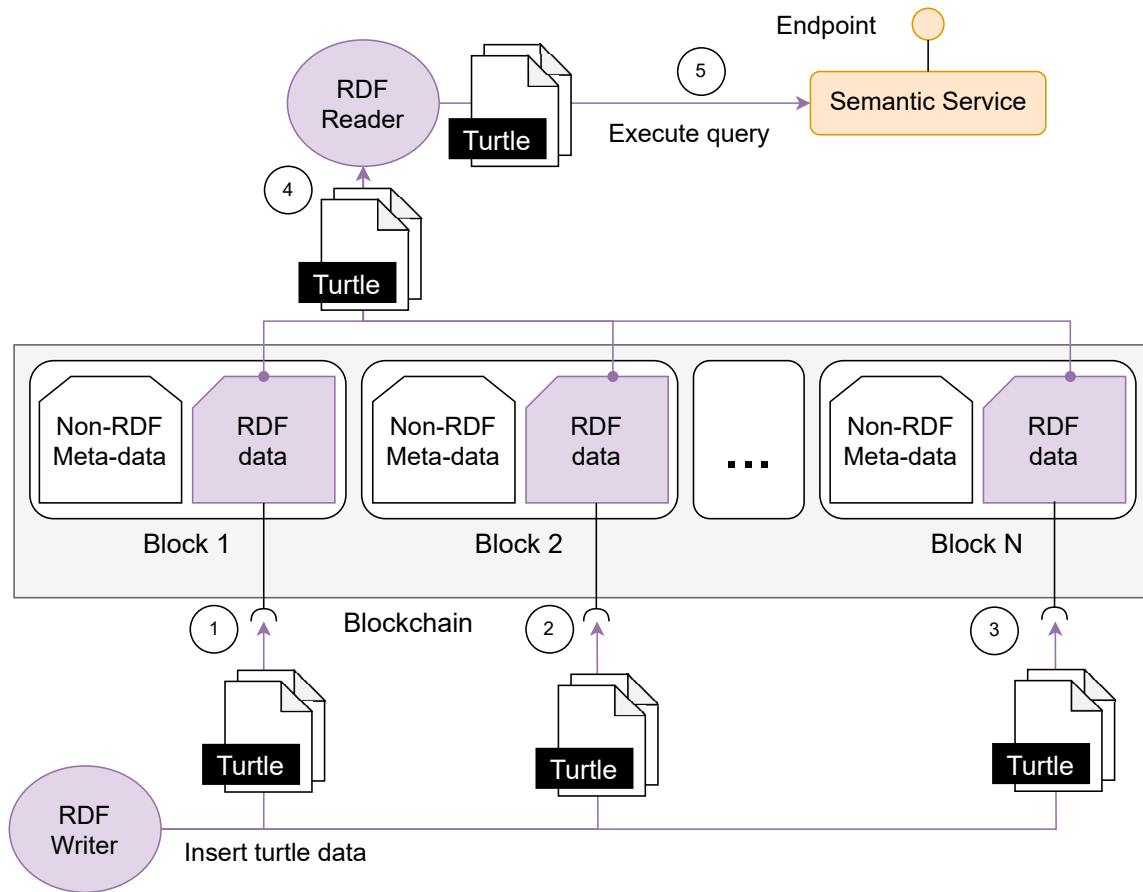 Endpoint
RDF
Reader
Turtle
5
Semantic Service
Execute query
4
Turtle
Non-RDF
Meta-data
RDF
data
Non-RDF
Meta-data
RDF
data
...
Non-RDF
Meta-data
RDF
data
Block 1
Block 2
Block N
1
Blockchain
2
3
Turtle
Turtle
Turtle
RDF
Writer
Insert turtle data